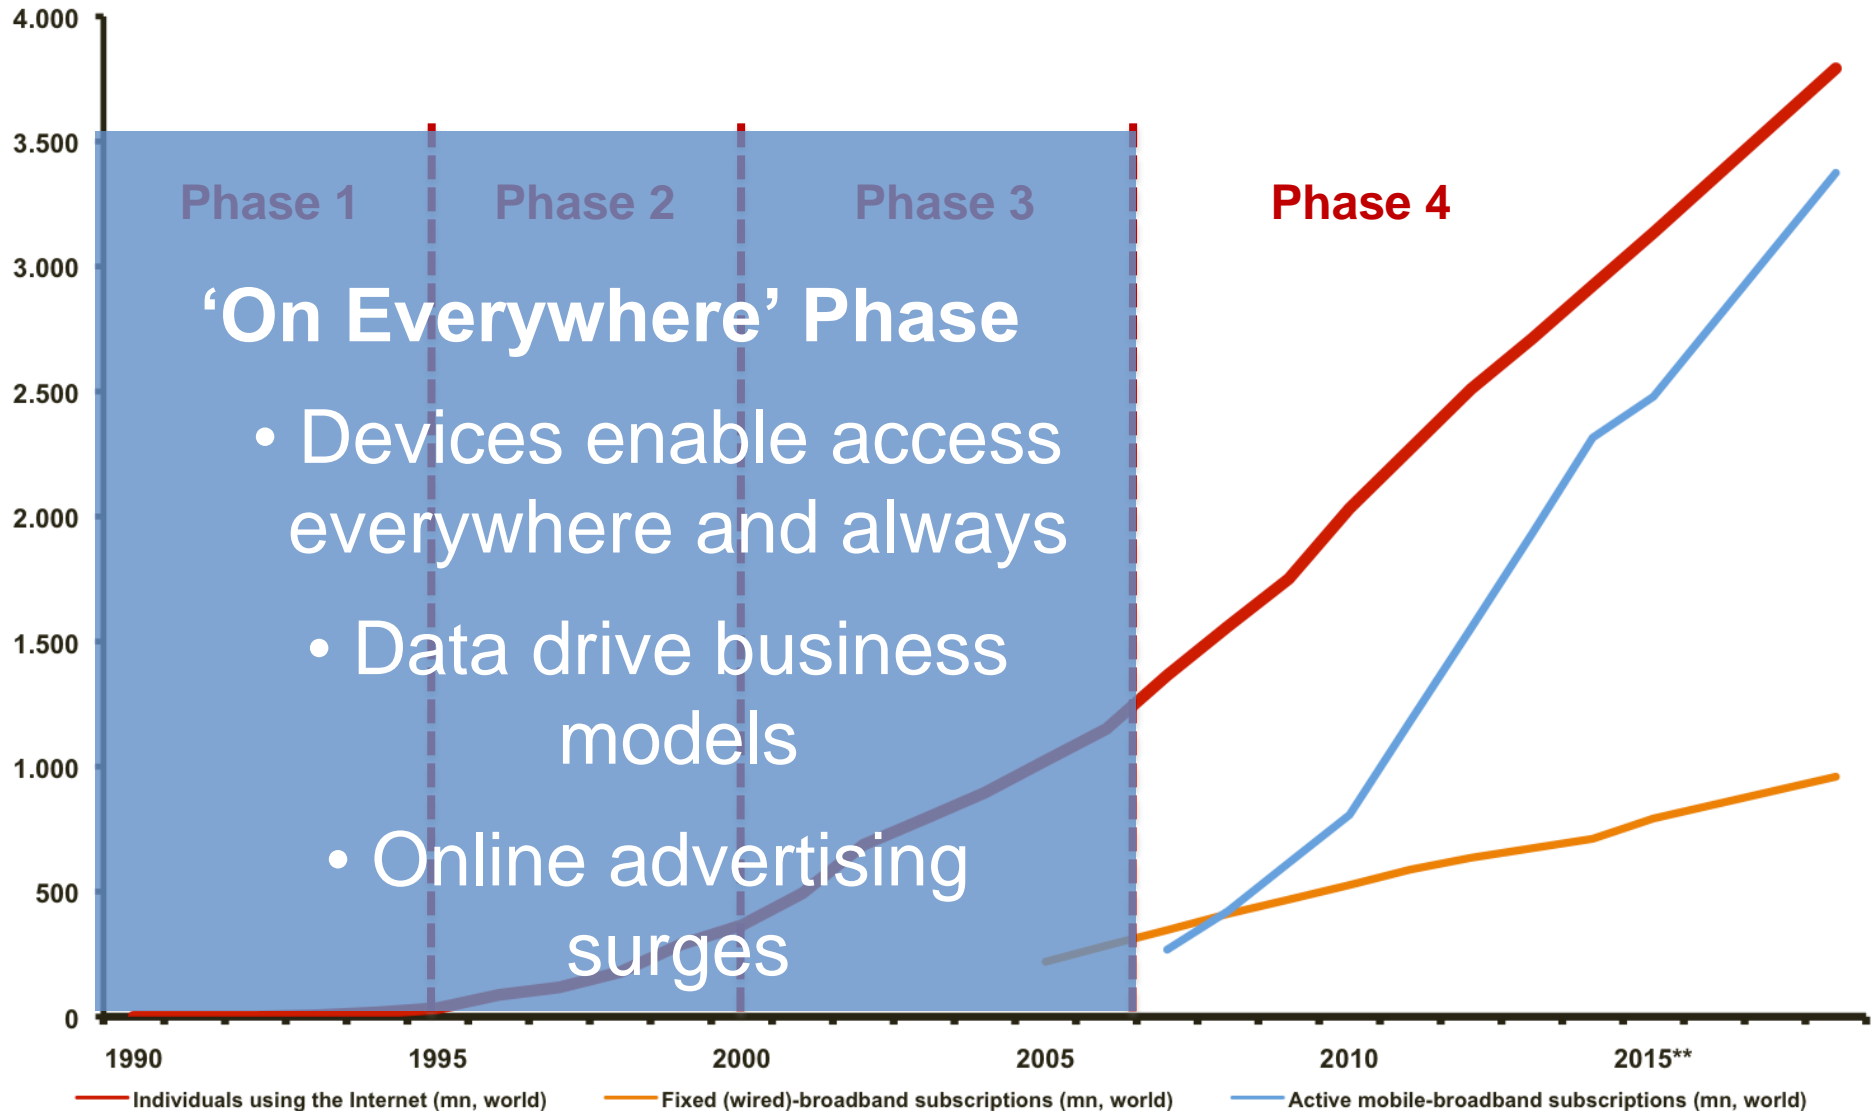 4.000
3.500
Phase 1 Phase 2 Phase 3 Phase 4
3.000
‘On Everywhere’ Phase
2.500
• Devices enable access
everywhere and always
2.000
• Data drive business
1.500
models
1.000
• Online advertising
500
surges
0
1990 1995 2000 2005 2010 2015**
Individuals using the Internet (mn, world) Fixed (wired)-broadband subscriptions (mn, world) Active mobile-broadband subscriptions (mn, world)